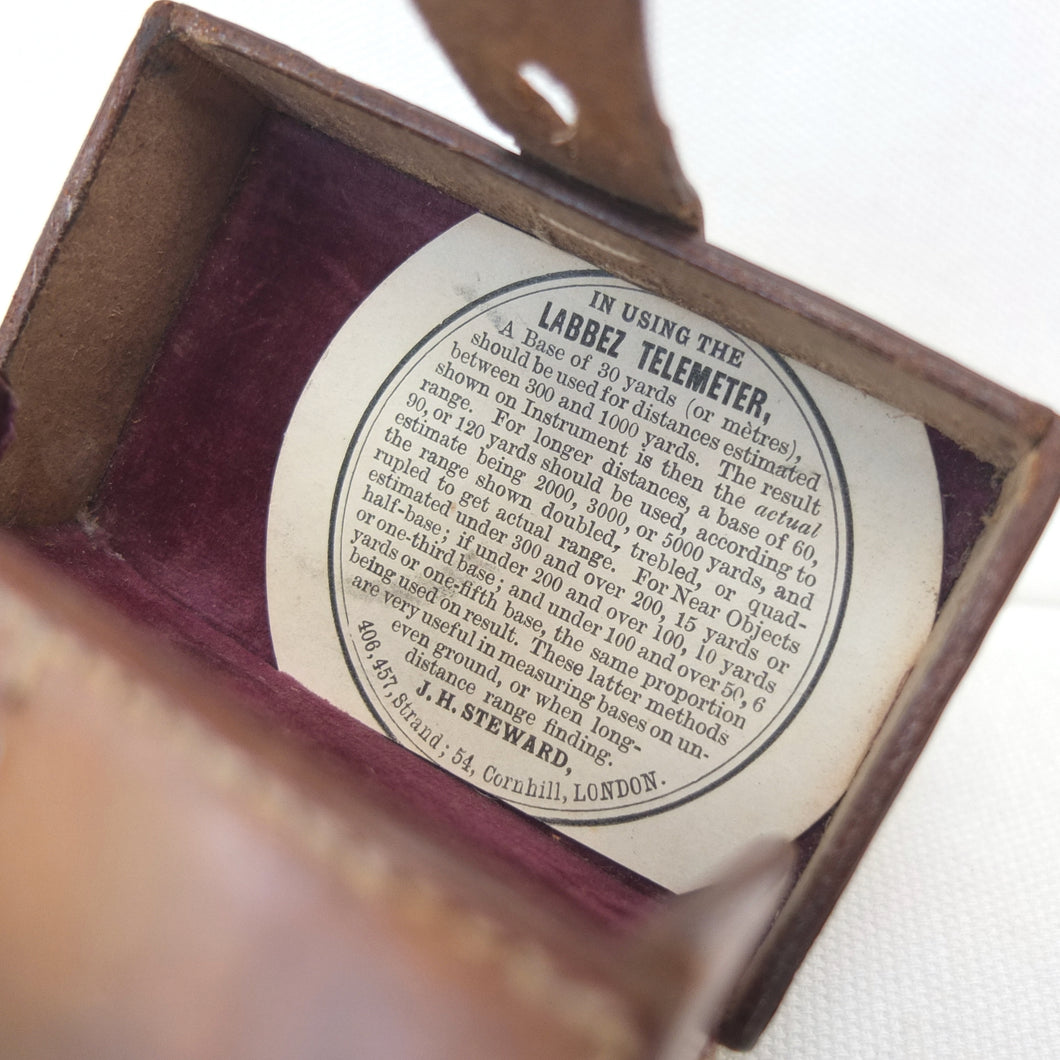 IN USING THE
LABBEZ TELEMETER,
A Base of 30 yards (or mètres),
should be used for distances estimated
between 300 and 1000 yards. The result
shown on Instrument is then the actual
range. For longer distances, a base of 60,
90, or 120 yards should be used, according to
estimate being 2000, 3000, or 5000 yards, and
the range shown doubled, trebled, or quad-
rupled to get actual range. For Near Objects
estimated under 300 and over 200, 15 yards or
half-base; if under 200 and over 100, 10 yards
or one-third base; and under 100 and over 50, 6
yards or one-fifth base, the same proportion
being used on result. These latter methods
are very useful in measuring bases on un-
even ground, or when long-
distance range finding.
J. H. STEWARD,
406, 457, Strand; 54, Cornhill, LONDON.